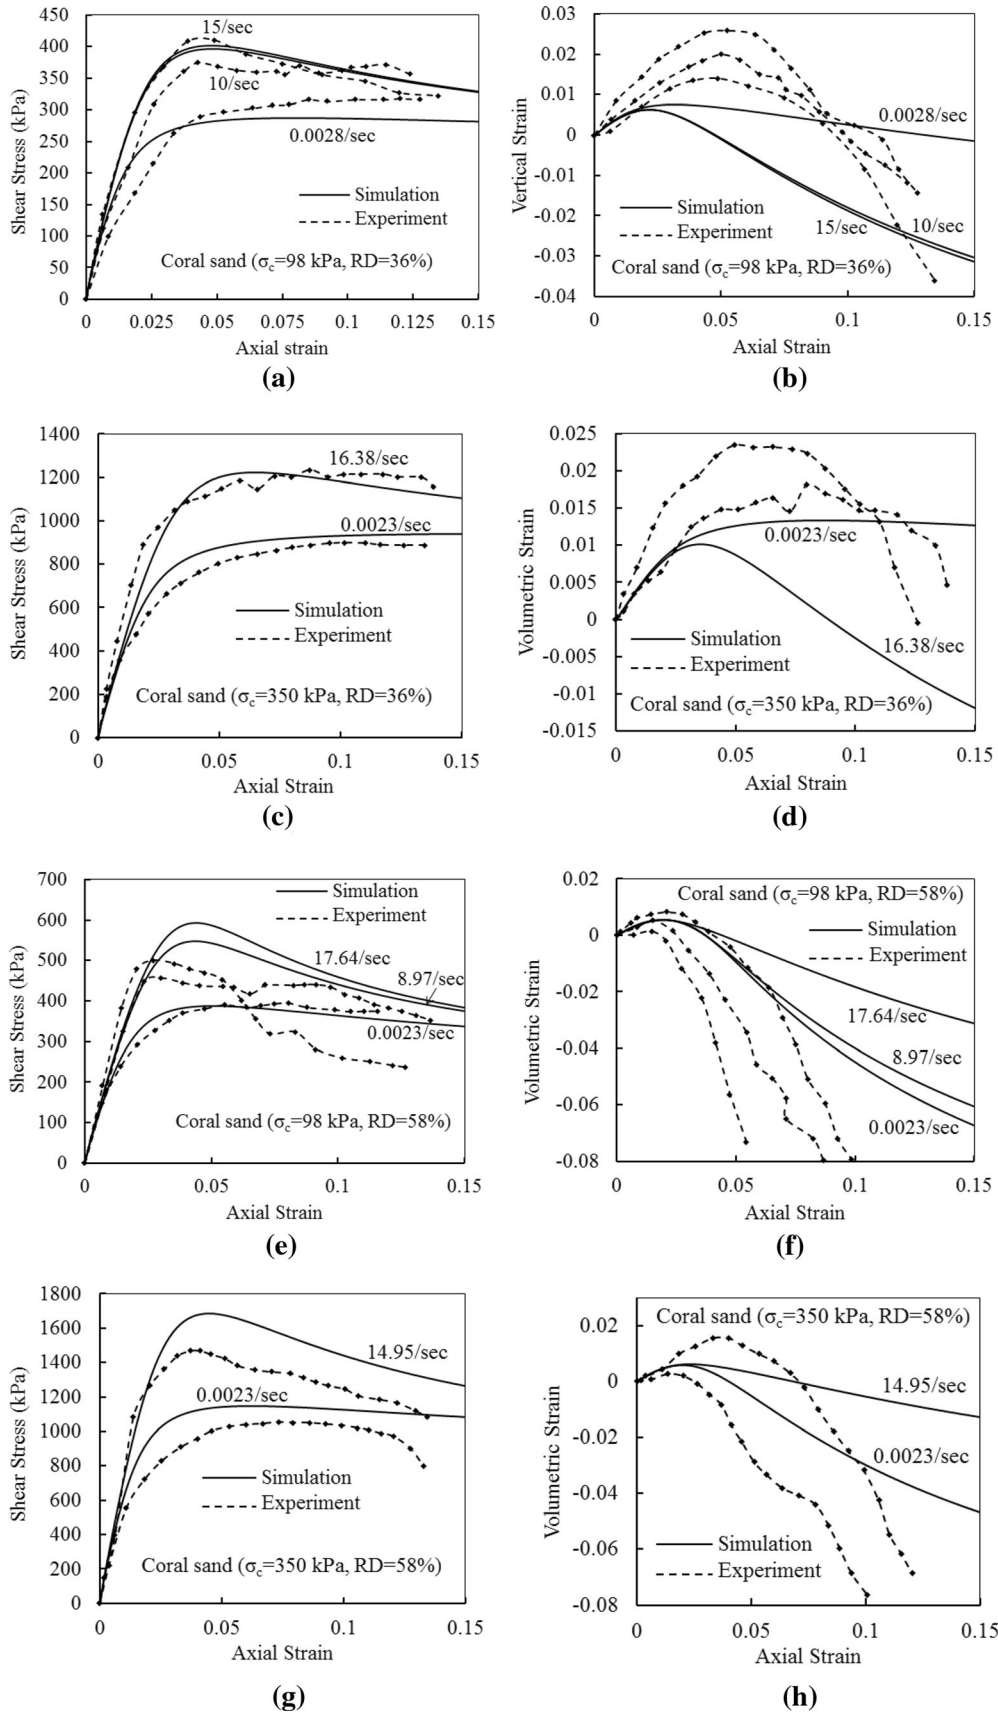 450
400
350
300
250
200
150
100
50
0
Shear Stress (kPa)
15/sec
10/sec
0.0028/sec
Simulation
Experiment
Coral sand (σc=98 kPa, RD=36%)
0 0.025 0.05 0.075 0.1 0.125 0.15
Axial strain
(a)
0.03
0.02
0.01
0
-0.01
-0.02
-0.03
-0.04
Vertical Strain
0.0028/sec
Simulation
Experiment
15/sec
10/sec
Coral sand (σc=98 kPa, RD=36%)
0 0.05 0.1 0.15
Axial Strain
(b)
1400
1200
1000
800
600
400
200
0
Shear Stress (kPa)
16.38/sec
0.0023/sec
Simulation
Experiment
Coral sand (σc=350 kPa, RD=36%)
0 0.05 0.1 0.15
Axial Strain
(c)
0.025
0.02
0.015
0.01
0.005
0
-0.005
-0.01
-0.015
Volumetric Strain
0.0023/sec
Simulation
Experiment
16.38/sec
Coral sand (σc=350 kPa, RD=36%)
0 0.05 0.1 0.15
Axial Strain
(d)
700
600
500
400
300
200
100
0
Shear Stress (kPa)
Simulation
Experiment
17.64/sec
8.97/sec
0.0023/sec
Coral sand (σc=98 kPa, RD=58%)
0 0.05 0.1 0.15
Axial Strain
(e)
0.02
0
-0.02
-0.04
-0.06
-0.08
Volumetric Strain
Coral sand (σc=98 kPa, RD=58%)
Simulation
Experiment
17.64/sec
8.97/sec
0.0023/sec
0 0.05 0.1 0.15
Axial Strain
(f)
1800
1600
1400
1200
1000
800
600
400
200
0
Shear Stress (kPa)
14.95/sec
0.0023/sec
Simulation
Experiment
Coral sand (σc=350 kPa, RD=58%)
0 0.05 0.1 0.15
Axial Strain
(g)
0.02
0
-0.02
-0.04
-0.06
-0.08
Volumetric Strain
Coral sand (σc=350 kPa, RD=58%)
14.95/sec
0.0023/sec
Simulation
Experiment
0 0.05 0.1 0.15
Axial Strain
(h)